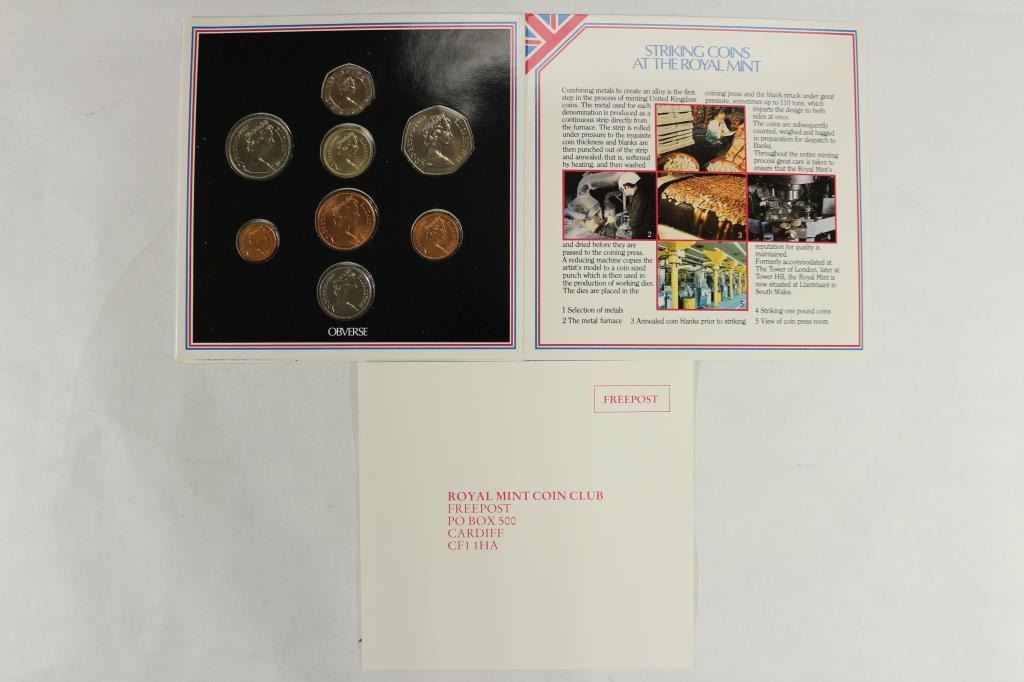 OBVERSE
STRIKING COINS
AT THE ROYAL MINT
Combining metals to create an alloy is the first
step in the process of minting United Kingdom
coins. The metal used for each
denomination is produced as a
continuous strip directly from
the furnace. The strip is rolled
under pressure to the requisite
coin thickness and blanks are
then punched out of the strip
and annealed, that is, softened
by heating, and then washed
and dried before they are
passed to the coining press.
A reducing machine copies the
artist's model to a coin sized
punch which is then used in
the production of working dies.
The dies are placed in the
coining press and the blank struck under great
pressure, sometimes up to 110 tons, which
imparts the design to both
sides at once.
The coins are subsequently
counted, weighed and bagged
in preparation for despatch to
Banks.
Throughout the entire minting
process great care is taken to
ensure that the Royal Mint's
reputation for quality is
maintained.
Formerly accommodated at
The Tower of London, later at
Tower Hill, the Royal Mint is
now situated at Llantrisant in
South Wales.
2
3
4
5
1 Selection of metals
4 Striking one pound coins
2 The metal furnace 3 Annealed coin blanks prior to striking 5 View of coin press room
FREEPOST
ROYAL MINT COIN CLUB
FREEPOST
PO BOX 500
CARDIFF
CF1 1HA